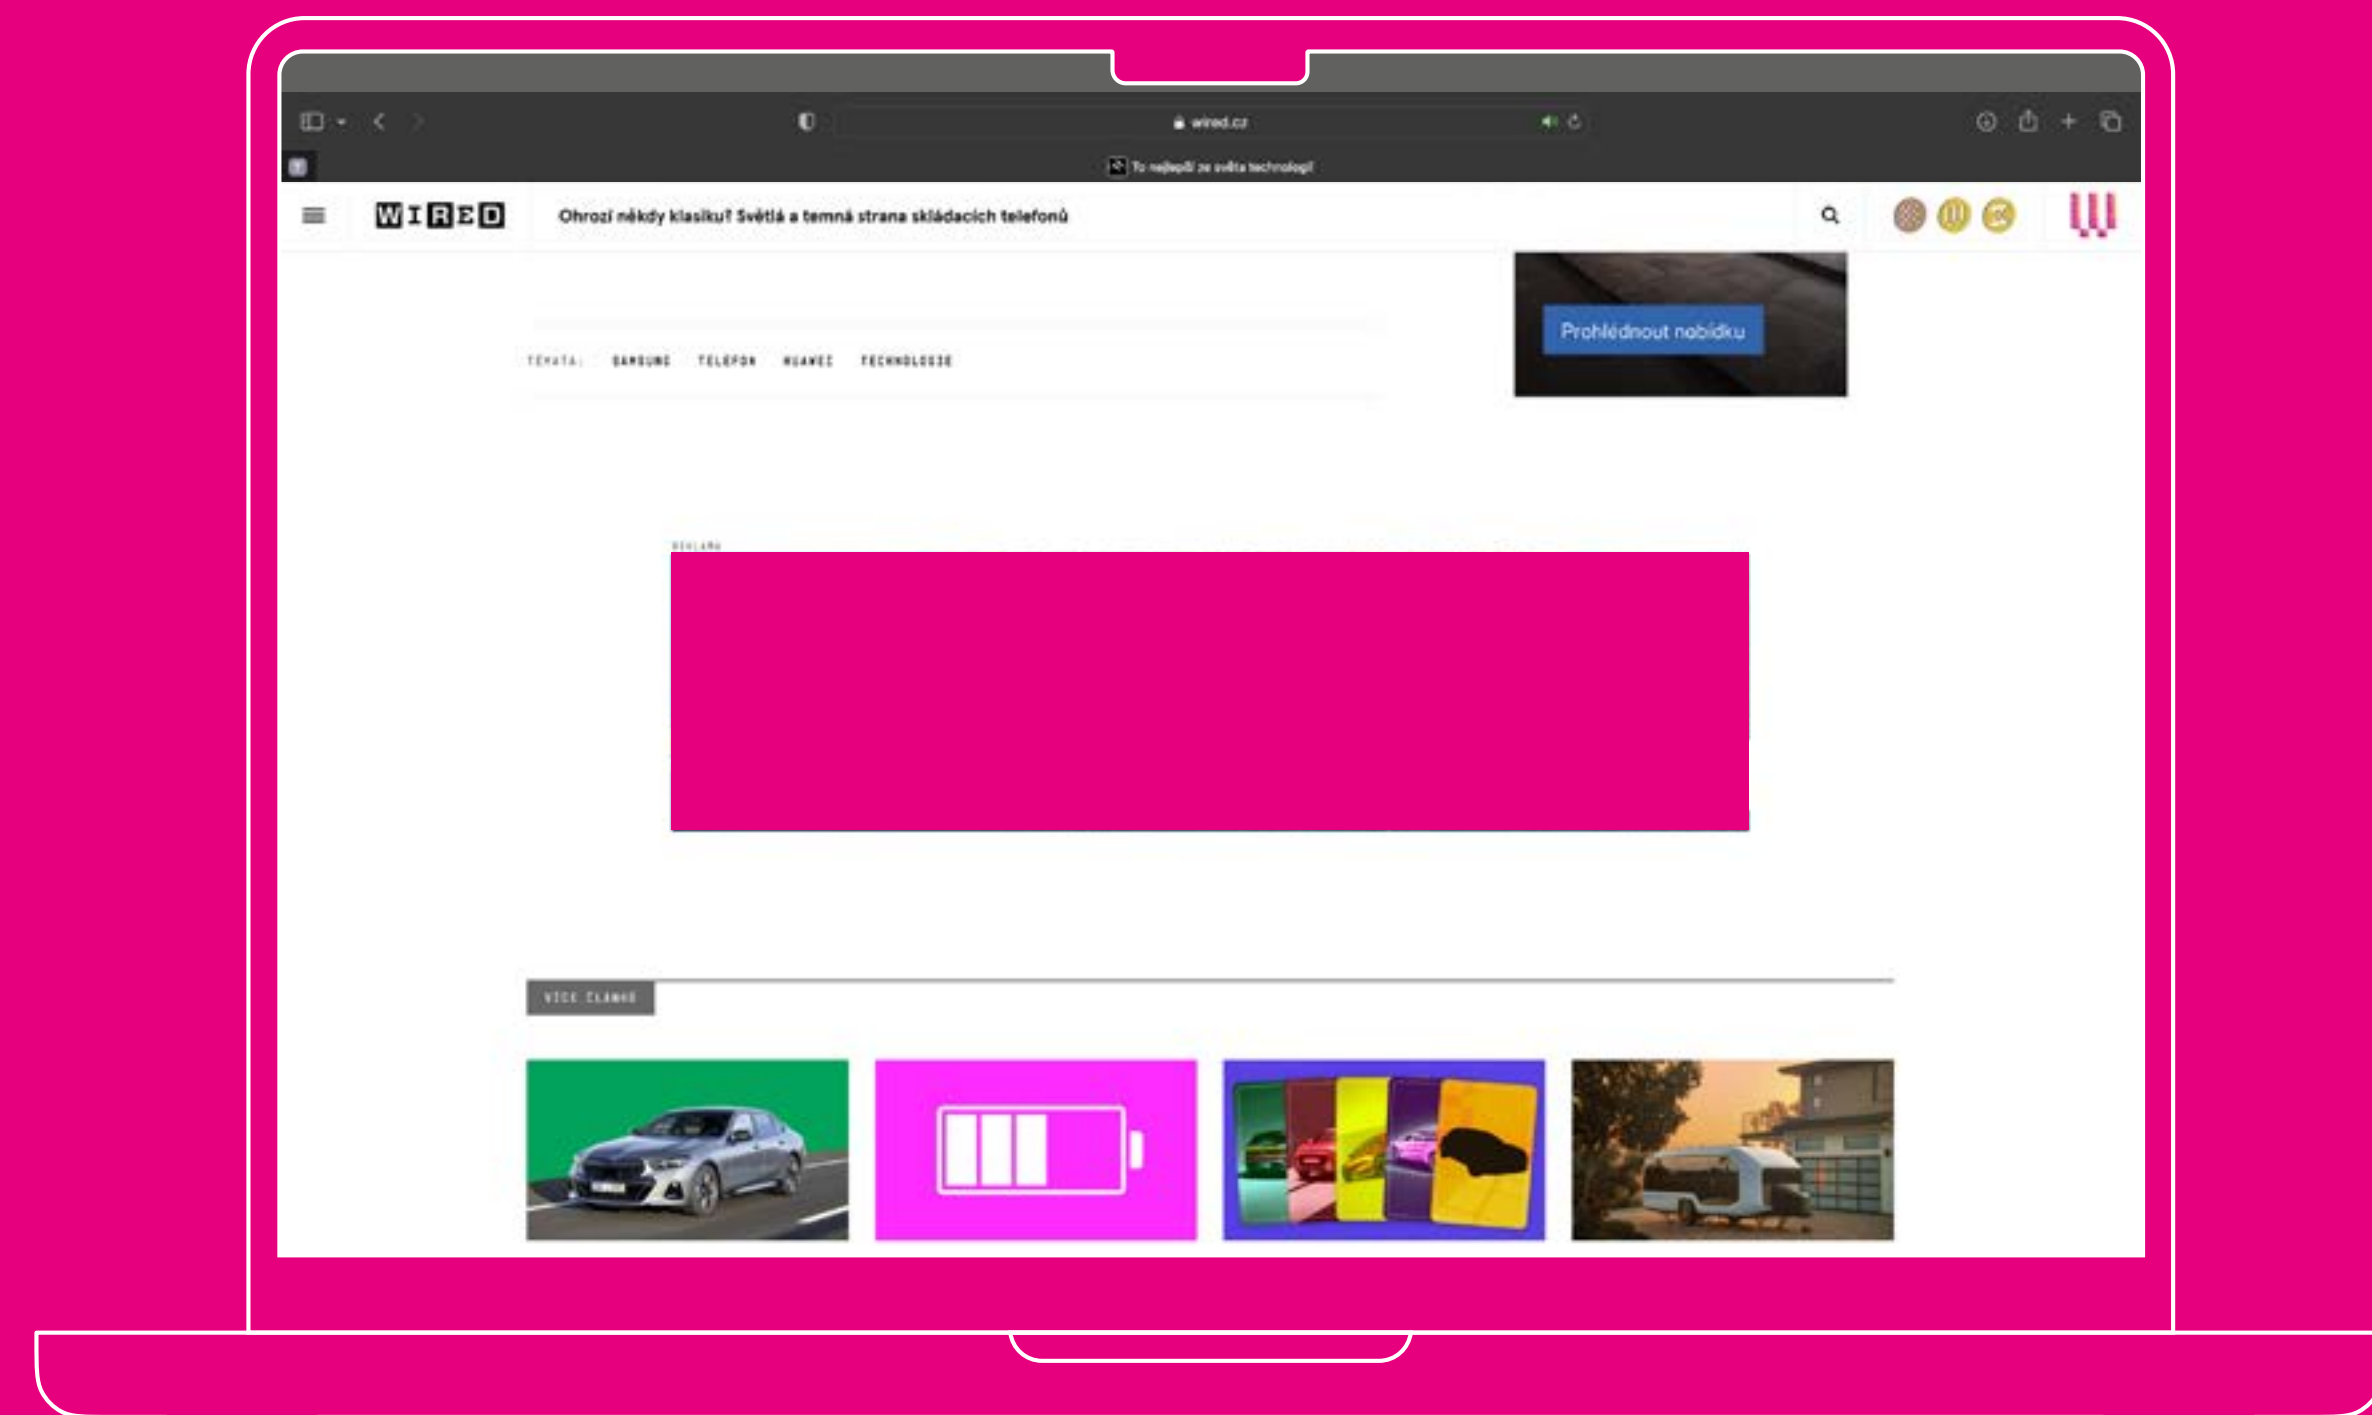 wired.cz
To nejlepší ze světa technologií
WIRED
Ohrozí někdy klasiku? Světlá a temná strana skládacích telefonů
Prohlédnout nabídku
TÉMATA: SAMSUNG TELEFON HUAWEI TECHNOLOGIE
REKLAMA
VÍCE ČLÁNKŮ